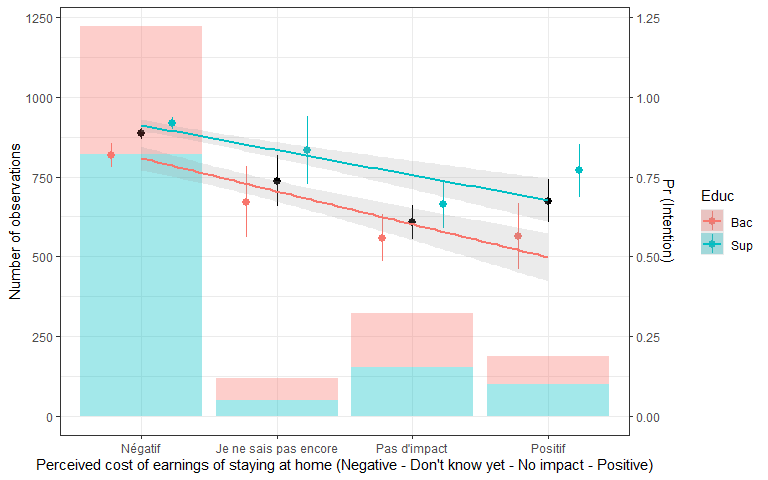 1250
1000
750
500
250
0
Number of observations
1.25
1.00
0.75
0.50
0.25
0.00
Pr (Intention)
Négatif
Je ne sais pas encore
Pas d'impact
Positif
Perceived cost of earnings of staying at home (Negative - Don't know yet - No impact - Positive)
Educ
Bac
Sup